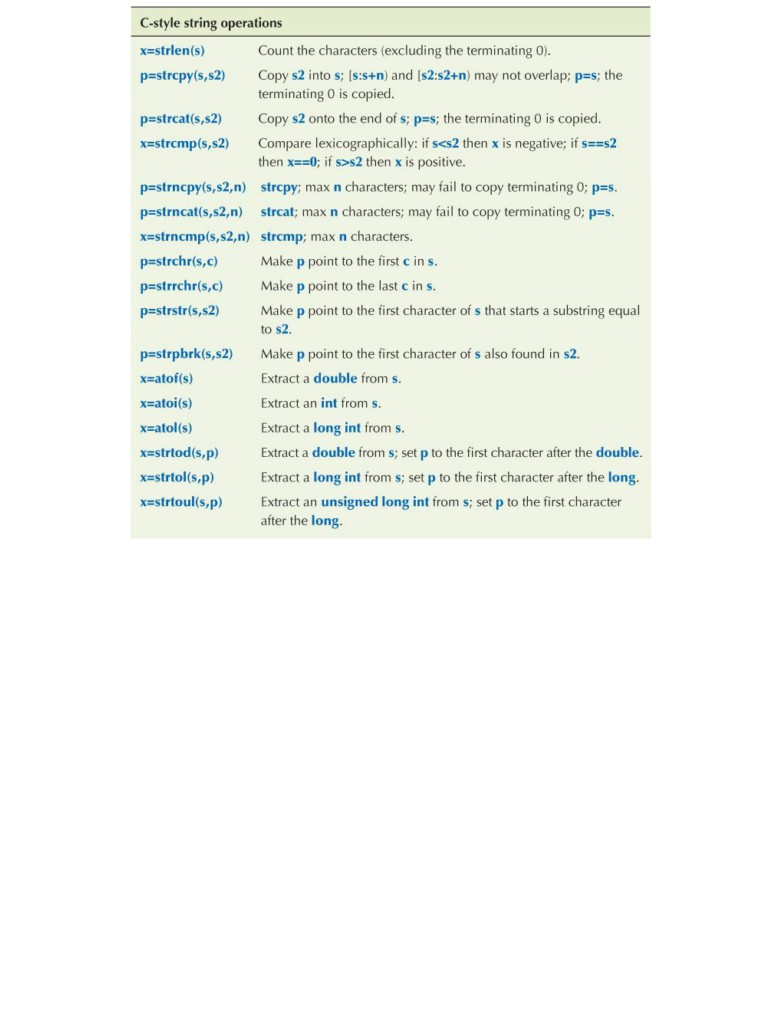 C-style string operations
x=strlen(s) Count the characters (excluding the terminating 0).
p=strcpy(s,s2) Copy s2 into s; [s:s+n) and [s2:s2+n) may not overlap; p=s; the
terminating 0 is copied.
p=strcat(s,s2) Copy s2 onto the end of s; p=s; the terminating 0 is copied.
x=strcmp(s,s2) Compare lexicographically: if s<s2 then x is negative; if s==s2
then x==0; if s>s2 then x is positive.
p=strncpy(s,s2,n) strcpy; max n characters; may fail to copy terminating 0; p=s.
p=strncat(s,s2,n) strcat; max n characters; may fail to copy terminating 0; p=s.
x=strncmp(s,s2,n) strcmp; max n characters.
p=strchr(s,c) Make p point to the first c in s.
p=strrchr(s,c) Make p point to the last c in s.
p=strstr(s,s2) Make p point to the first character of s that starts a substring equal
to s2.
p=strpbrk(s,s2) Make p point to the first character of s also found in s2.
x=atof(s) Extract a double from s.
x=atoi(s) Extract an int from s.
x=atol(s) Extract a long int from s.
x=strtod(s,p) Extract a double from s; set p to the first character after the double.
x=strtol(s,p) Extract a long int from s; set p to the first character after the long.
x=strtoul(s,p) Extract an unsigned long int from s; set p to the first character
after the long.